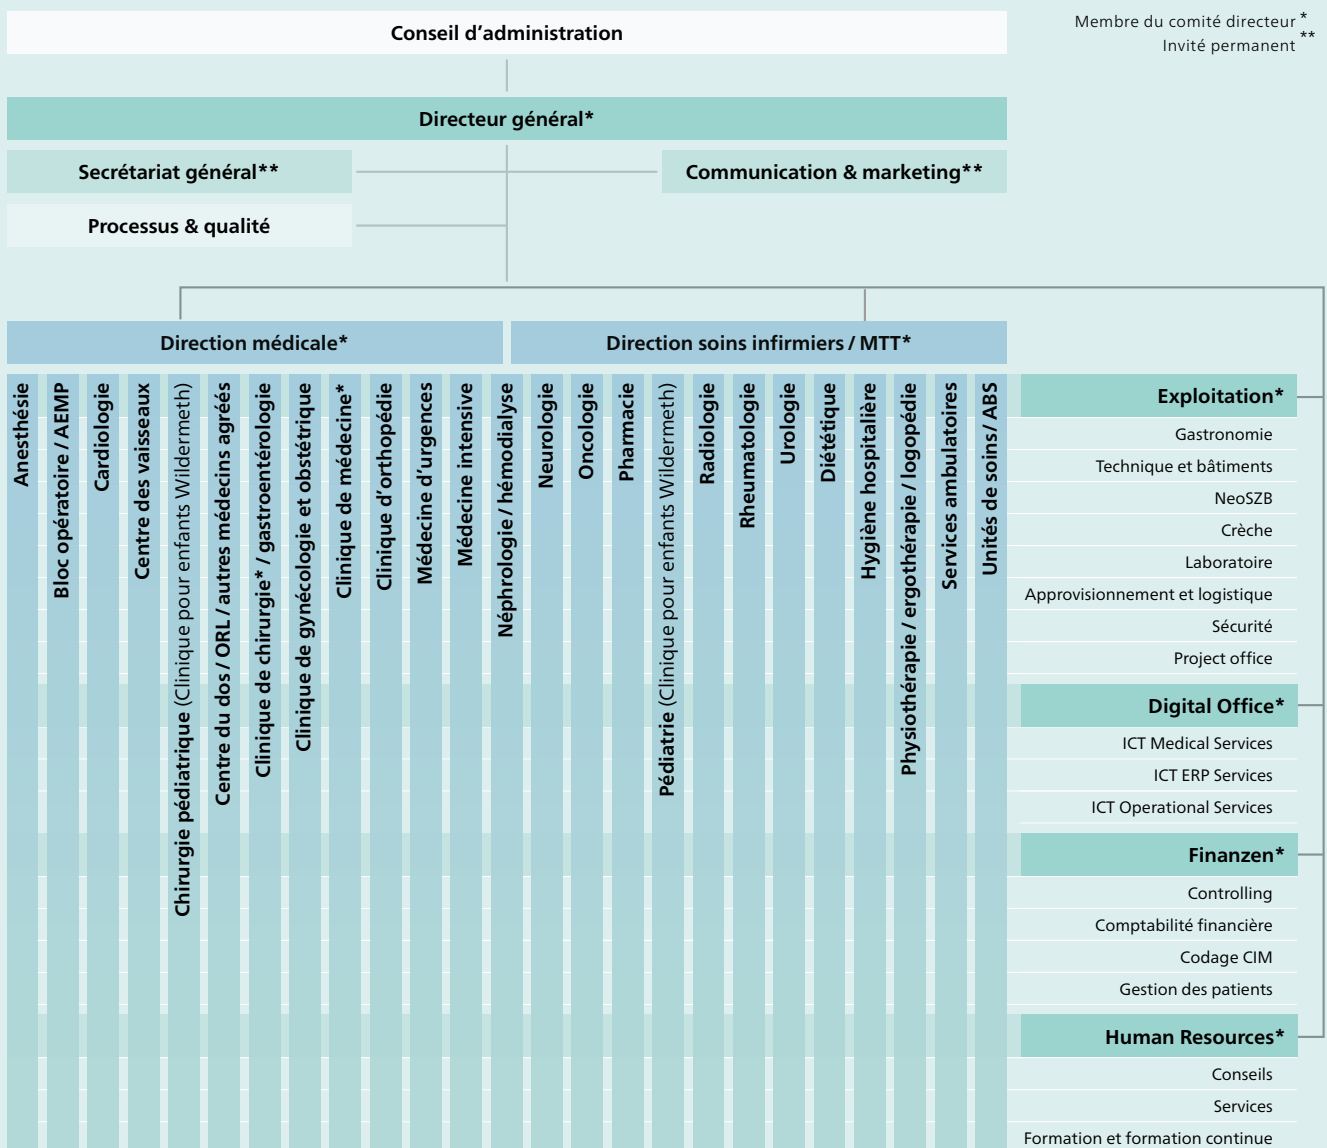 Conseil d’administration
Membre du comité directeur *
Invité permanent **
Directeur général*
Secrétariat général**
Communication & marketing**
Processus & qualité
Direction médicale*
Direction soins infirmiers / MTT*
Anesthésie
Bloc opératoire / AEMP
Cardiologie
Centre des vaisseaux
Chirurgie pédiatrique (Clinique pour enfants Wildermeth)
Centre du dos / ORL / autres médecins agréés
Clinique de chirurgie* / gastroentérologie
Clinique de gynécologie et obstétrique
Clinique de médecine*
Clinique d’orthopédie
Médecine d’urgences
Médecine intensive
Néphrologie / hémodialyse
Neurologie
Oncologie
Pharmacie
Pédiatrie (Clinique pour enfants Wildermeth)
Radiologie
Rheumatologie
Urologie
Diététique
Hygiène hospitalière
Physiothérapie / ergothérapie / logopédie
Services ambulatoires
Unités de soins / ABS
Exploitation*
Gastronomie
Technique et bâtiments
NeoSZB
Crèche
Laboratoire
Approvisionnement et logistique
Sécurité
Project office
Digital Office*
ICT Medical Services
ICT ERP Services
ICT Operational Services
Finanzen*
Controlling
Comptabilité financière
Codage CIM
Gestion des patients
Human Resources*
Conseils
Services
Formation et formation continue